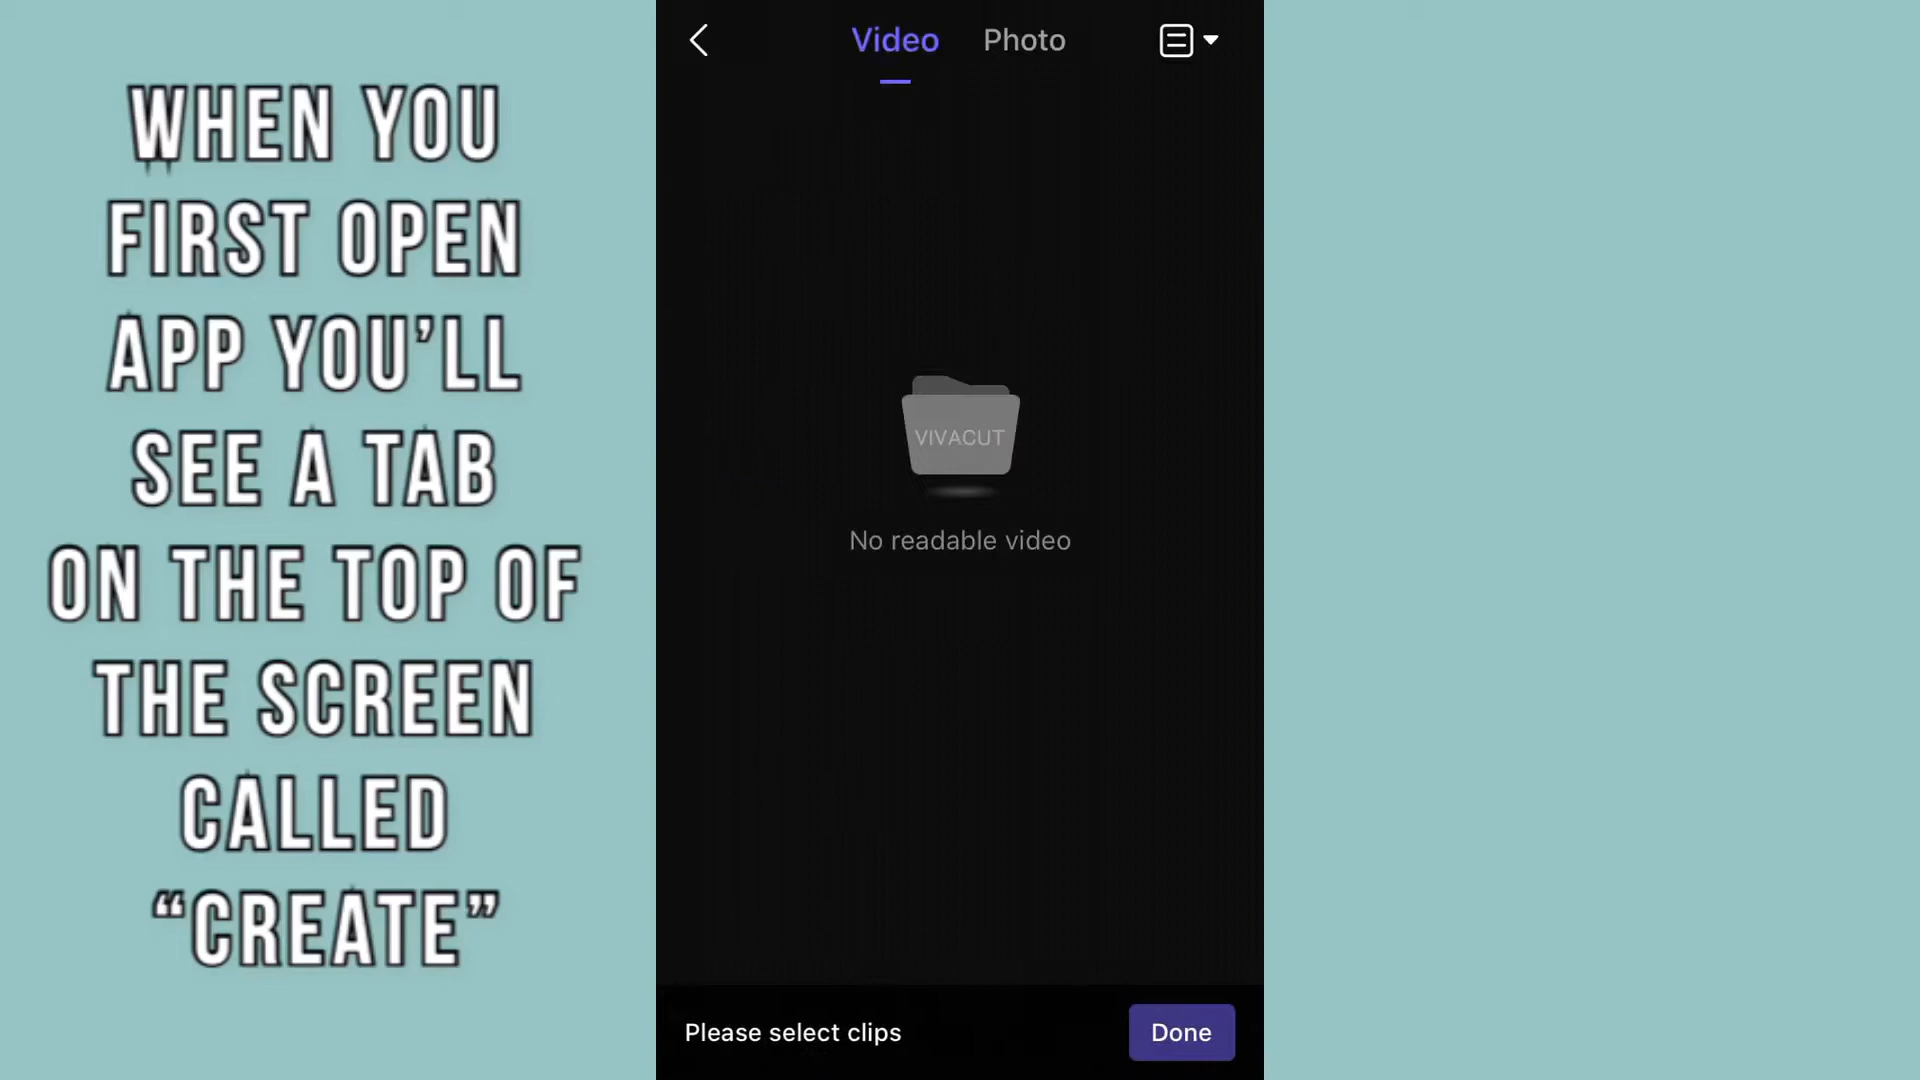 WHEN YOU
FIRST OPEN
APP YOU’LL
SEE A TAB
ON THE TOP OF
THE SCREEN
CALLED
“CREATE”
Video Photo
VIVACUT
No readable video
Please select clips
Done